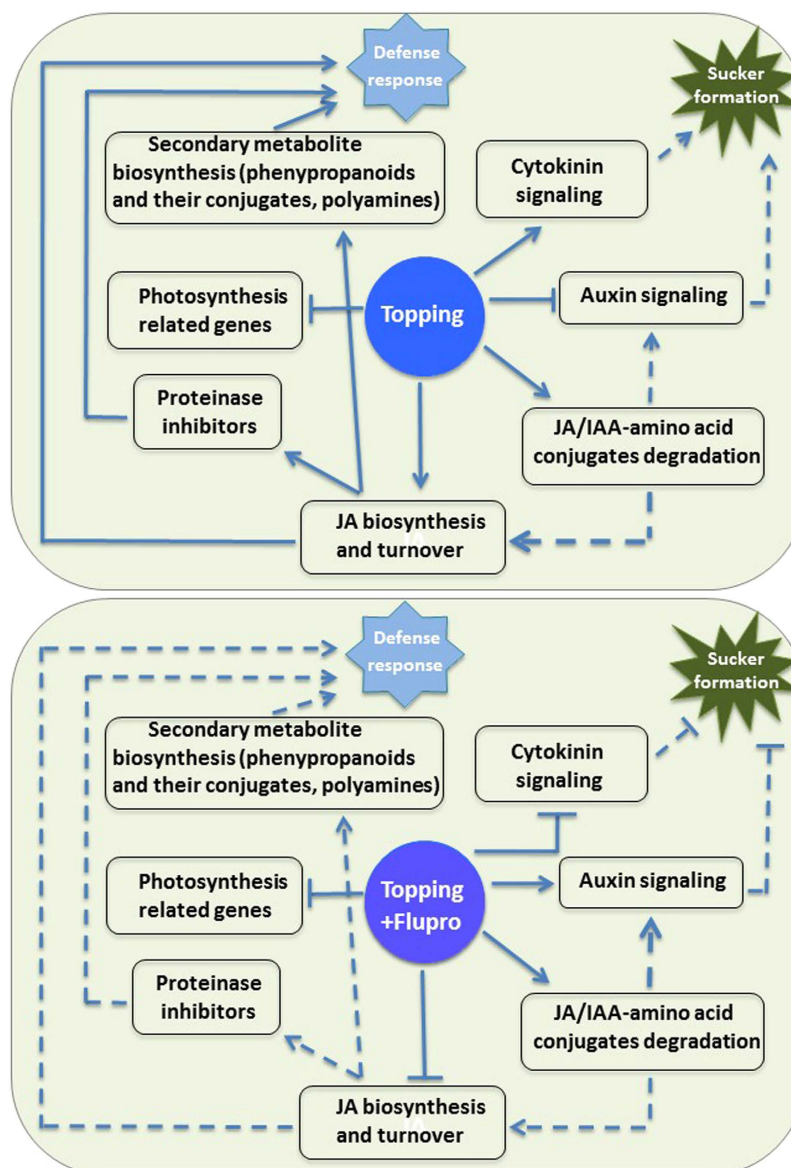 Defense
response
Sucker
formation
Secondary metabolite
biosynthesis (phenypropanoids
and their conjugates, polyamines)
Cytokinin
signaling
Photosynthesis
related genes
Topping
Auxin signaling
Proteinase
inhibitors
JA/IAA-amino acid
conjugates degradation
JA biosynthesis
and turnover
Defense
response
Sucker
formation
Secondary metabolite
biosynthesis (phenypropanoids
and their conjugates, polyamines)
Cytokinin
signaling
Photosynthesis
related genes
Topping
+Flupro
Auxin signaling
Proteinase
inhibitors
JA/IAA-amino acid
conjugates degradation
JA biosynthesis
and turnover